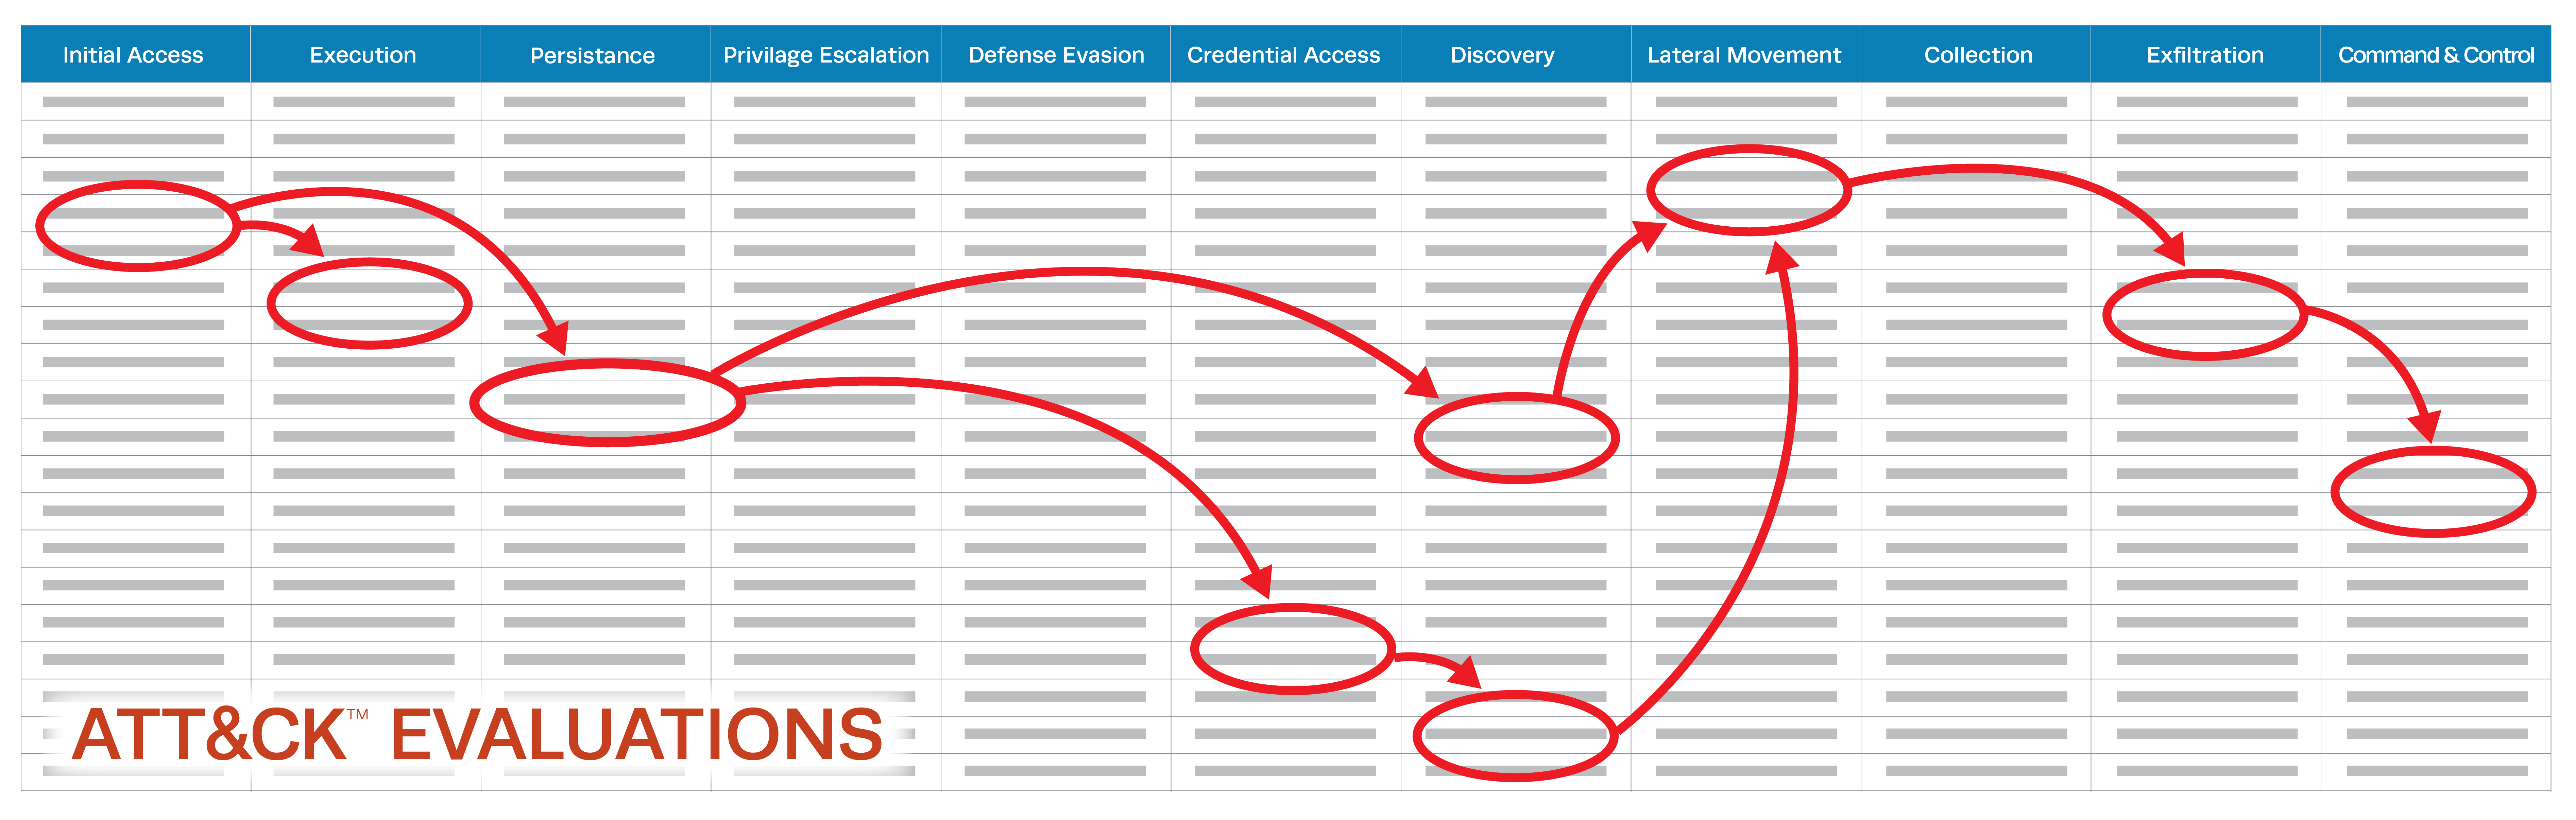 Initial Access
Execution
Persistance
Privilage Escalation
Defense Evasion
Credential Access
Discovery
Lateral Movement
Collection
Exfiltration
Command & Control
ATT&CK™ EVALUATIONS